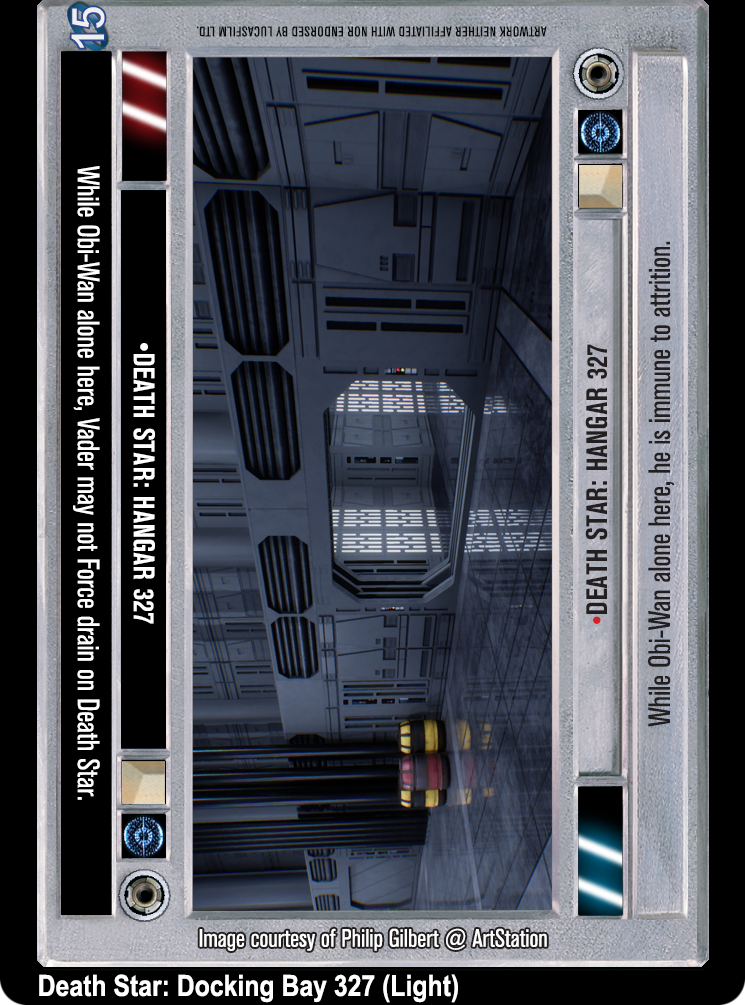 15
ARTWORK NEITHER AFFILIATED WITH NOR ENDORSED BY LUCASFILM LTD.
While Obi-Wan alone here, Vader may not Force drain on Death Star.
•DEATH STAR: HANGAR 327
•DEATH STAR: HANGAR 327
While Obi-Wan alone here, he is immune to attrition.
Image courtesy of Philip Gilbert @ ArtStation
Death Star: Docking Bay 327 (Light)